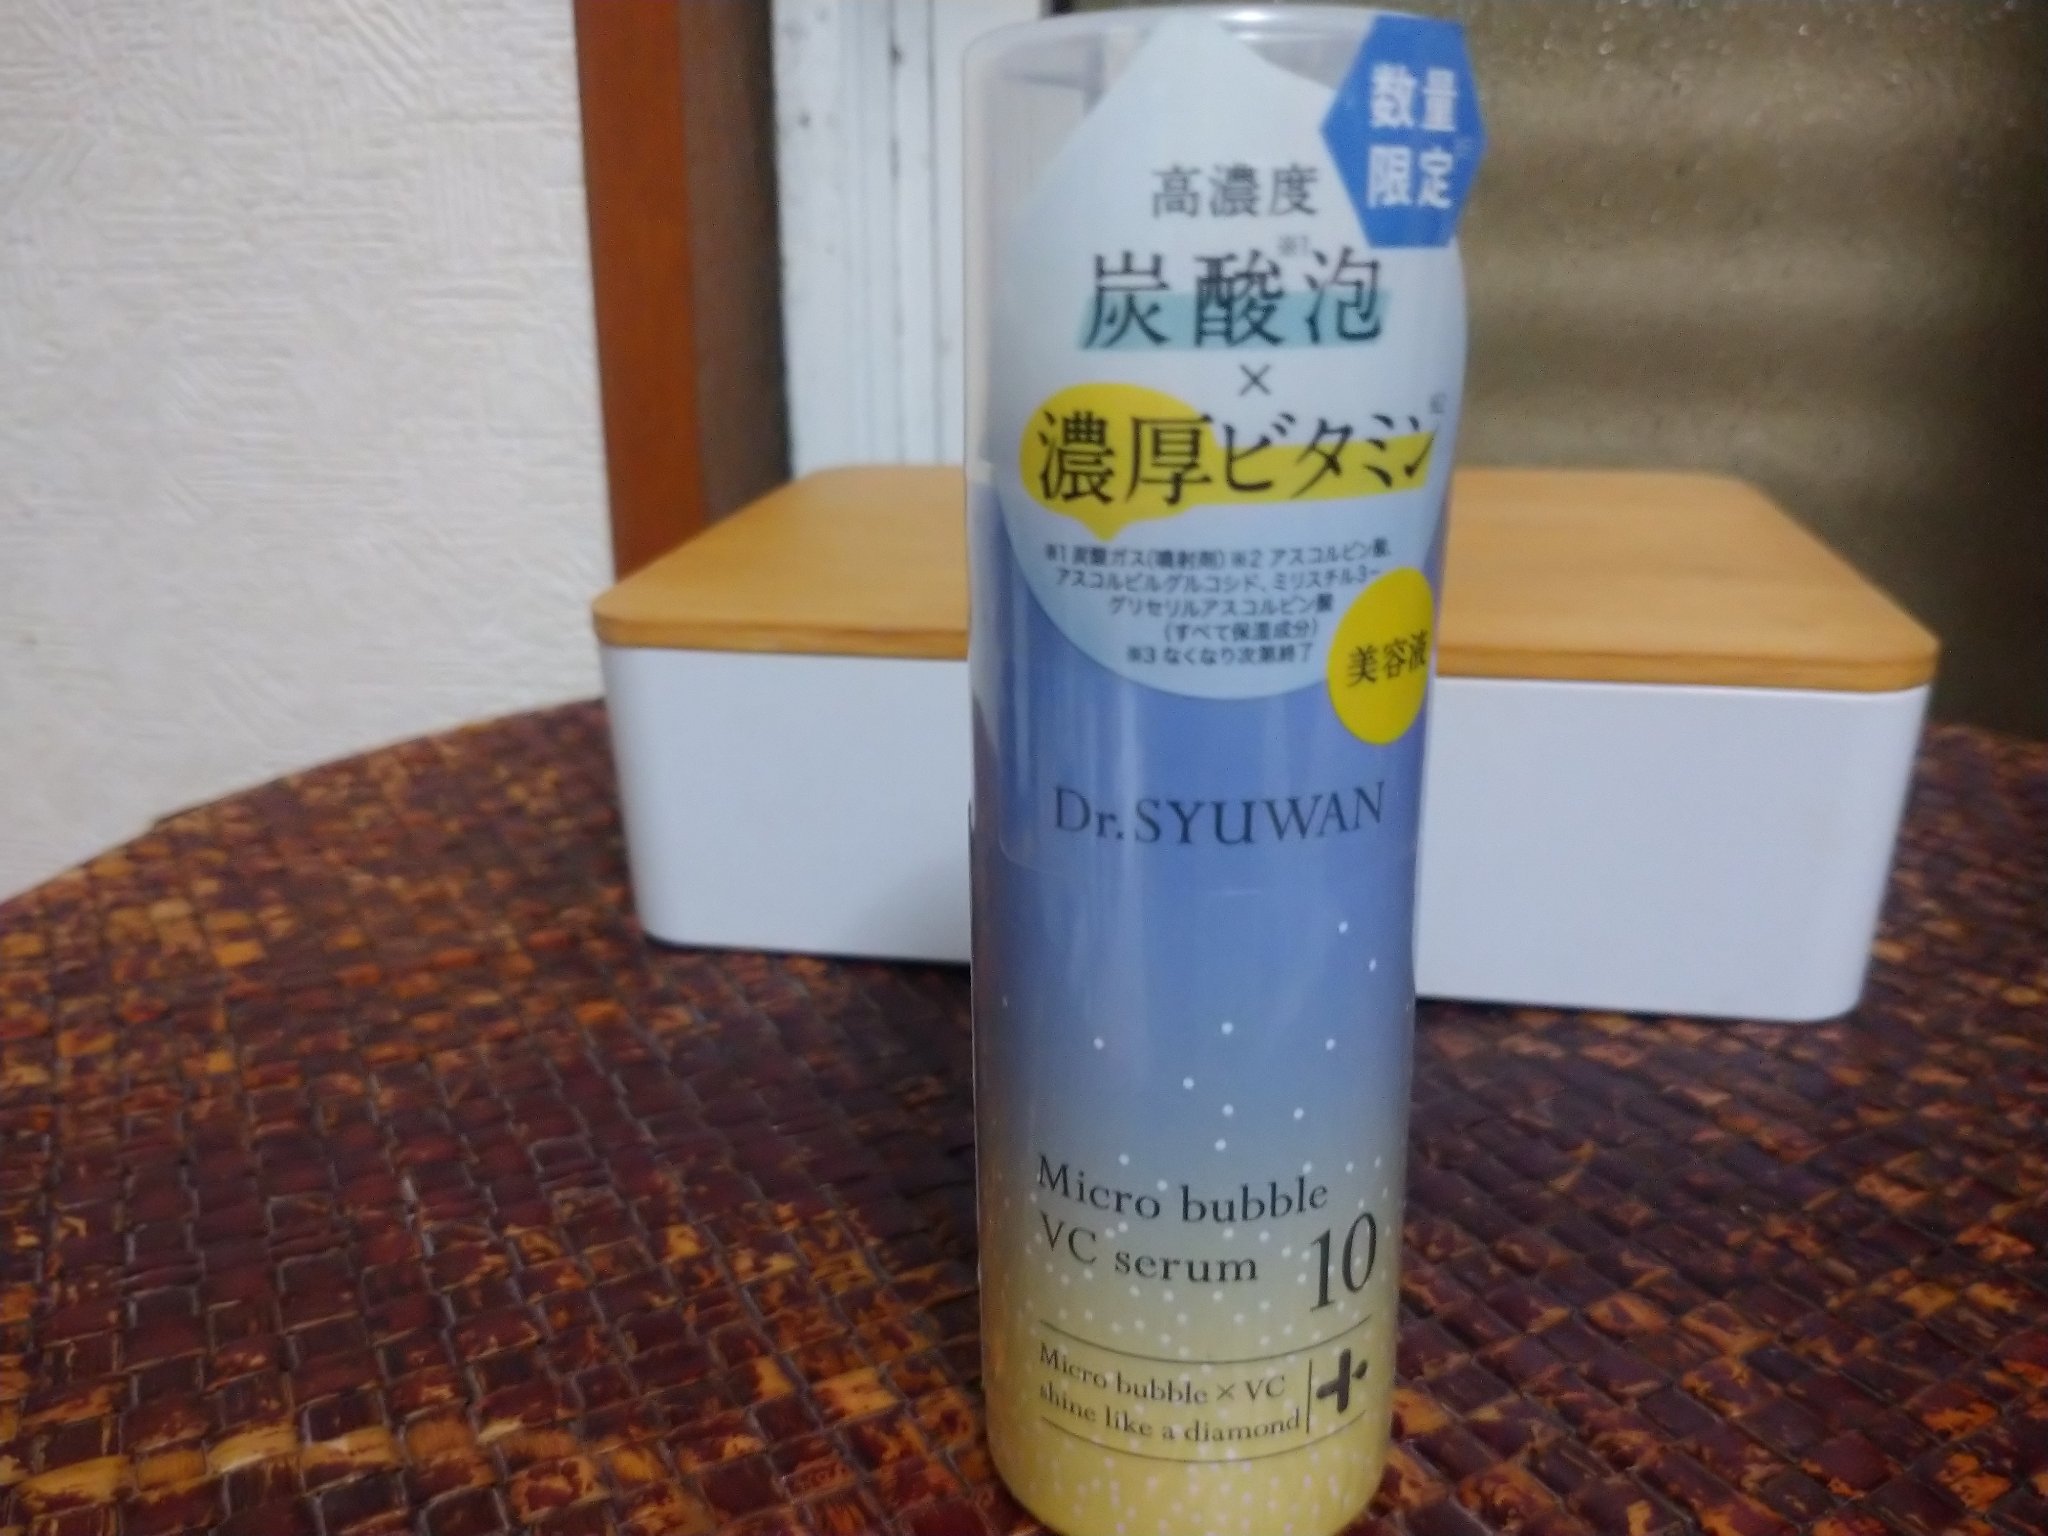 数量
限定
高濃度
炭酸※1泡
×
濃厚ビタミン
※1 炭酸ガス(噴射剤) ※2 アスコルビン酸、
アスコルビルグルコシド、ミリスチル3-
グリセリルアスコルビン酸
(すべて保湿成分)
※3 なくなり次第終了
美容液
Dr.SYUWAN
Micro bubble
VC serum 10
Micro bubble × VC
shine like a diamond